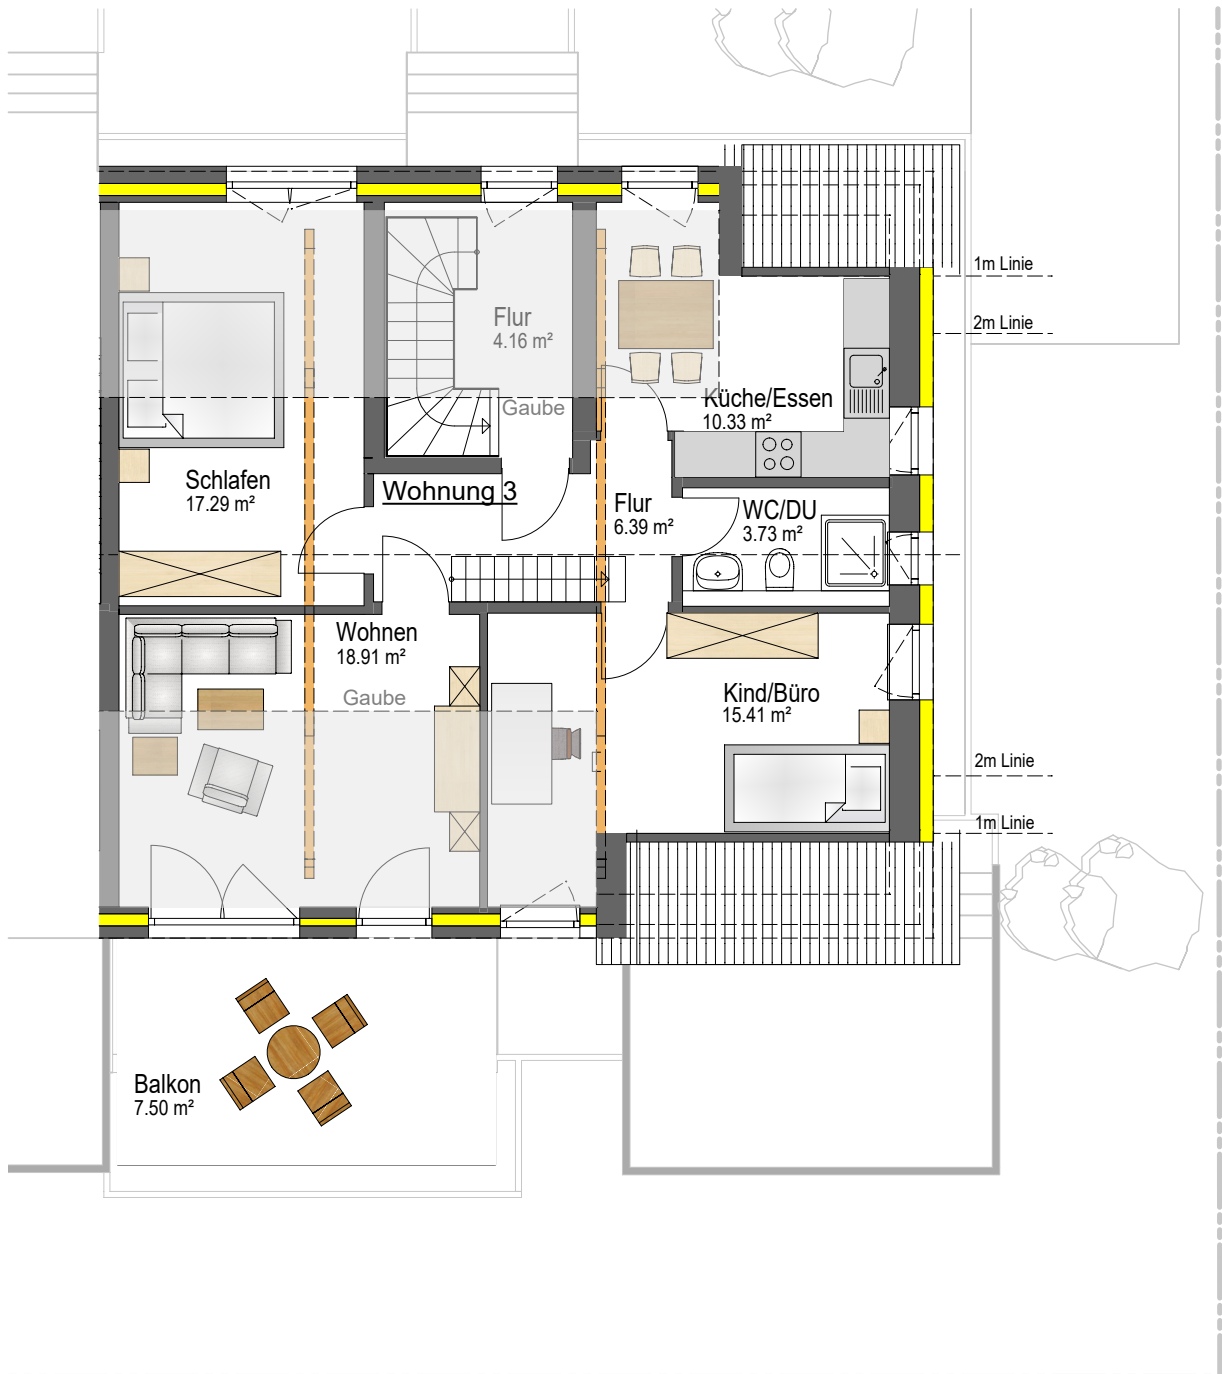 1m Linie
2m Linie
Flur
4.16 m²
Gaube
Küche/Essen
10.33 m²
Schlafen
17.29 m²
Wohnung 3
Flur
6.39 m²
WC/DU
3.73 m²
Wohnen
18.91 m²
Gaube
Kind/Büro
15.41 m²
2m Linie
1m Linie
Balkon
7.50 m²